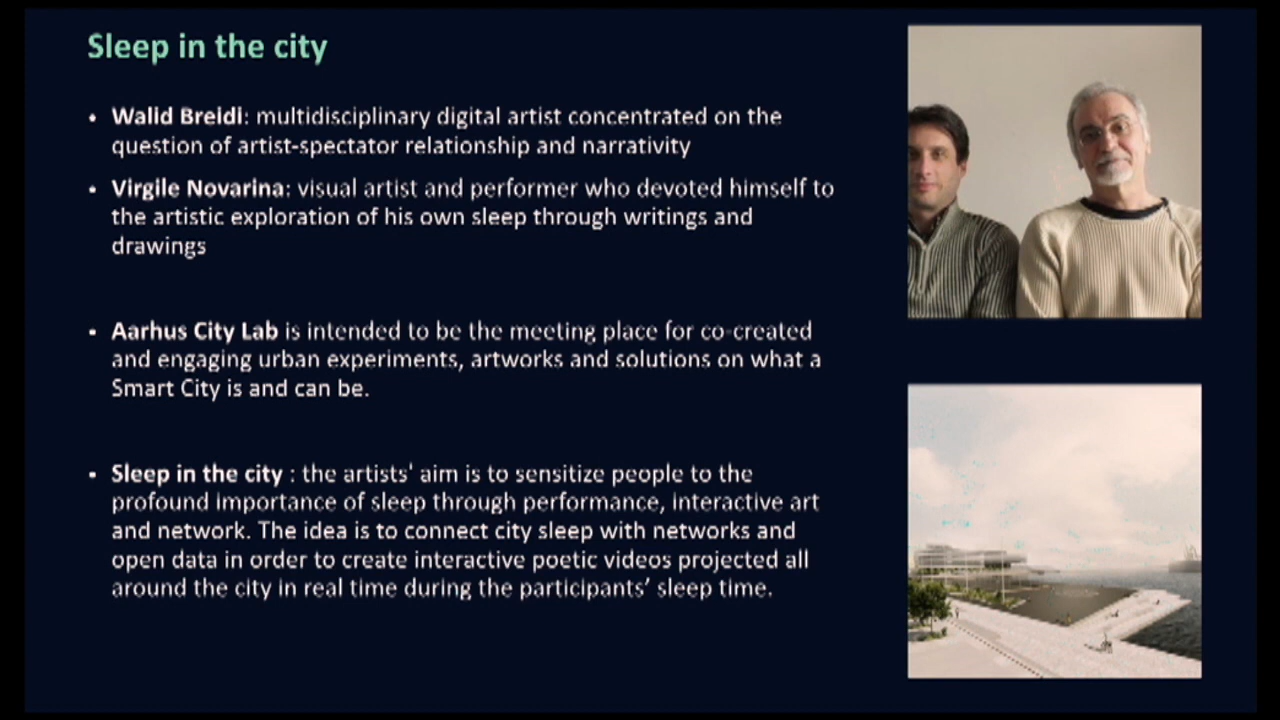 Sleep in the city
• Walid Breidi: multidisciplinary digital artist concentrated on the
question of artist-spectator relationship and narrativity
• Virgile Novarina: visual artist and performer who devoted himself to
the artistic exploration of his own sleep through writings and
drawings
• Aarhus City Lab is intended to be the meeting place for co-created
and engaging urban experiments, artworks and solutions on what a
Smart City is and can be.
• Sleep in the city : the artists' aim is to sensitize people to the
profound importance of sleep through performance, interactive art
and network. The idea is to connect city sleep with networks and
open data in order to create interactive poetic videos projected all
around the city in real time during the participants’ sleep time.